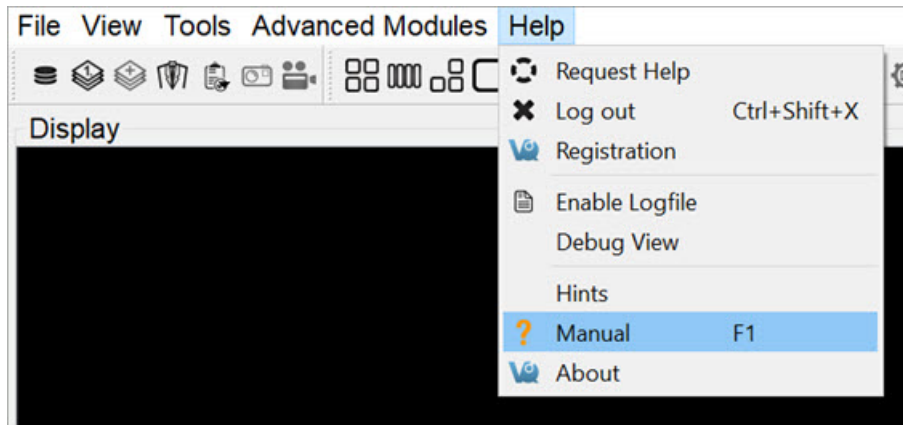 File View Tools Advanced Modules Help
Request Help
Log out Ctrl+Shift+X
Registration
Display
Enable Logfile
Debug View
Hints
Manual F1
About